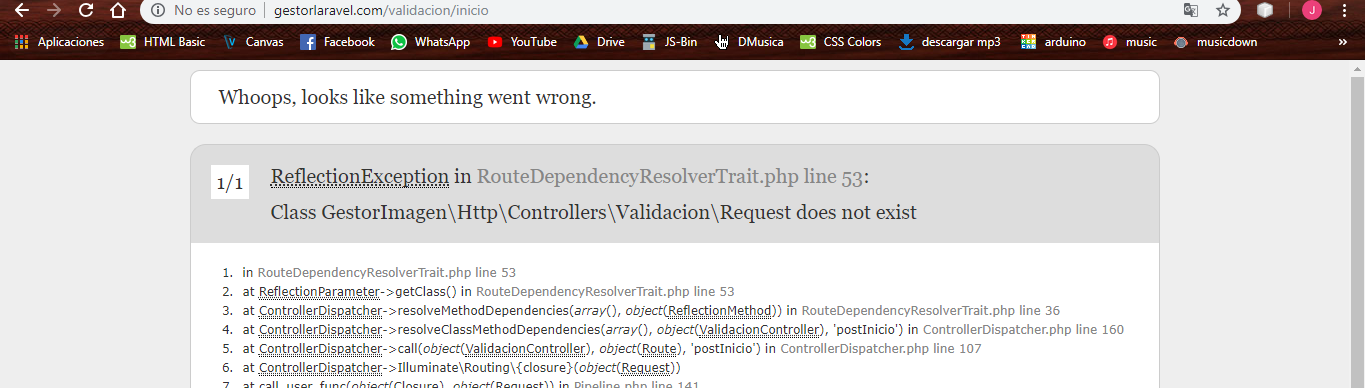 No es seguro | gestorlaravel.com/validacion/inicio J
Aplicaciones HTML Basic Canvas Facebook WhatsApp YouTube Drive JS-Bin DMusica CSS Colors descargar mp3 arduino music musicdown »
Whoops, looks like something went wrong.
1/1 ReflectionException in RouteDependencyResolverTrait.php line 53:
Class GestorImagen\Http\Controllers\Validacion\Request does not exist
1. in RouteDependencyResolverTrait.php line 53
2. at ReflectionParameter->getClass() in RouteDependencyResolverTrait.php line 53
3. at ControllerDispatcher->resolveMethodDependencies(array(), object(ReflectionMethod)) in RouteDependencyResolverTrait.php line 36
4. at ControllerDispatcher->resolveClassMethodDependencies(array(), object(ValidacionController), 'postInicio') in ControllerDispatcher.php line 160
5. at ControllerDispatcher->call(object(ValidacionController), object(Route), 'postInicio') in ControllerDispatcher.php line 107
6. at ControllerDispatcher->Illuminate\Routing\{closure}(object(Request))
7. at call_user_func(object(Closure), object(Request)) in Pipeline.php line 141